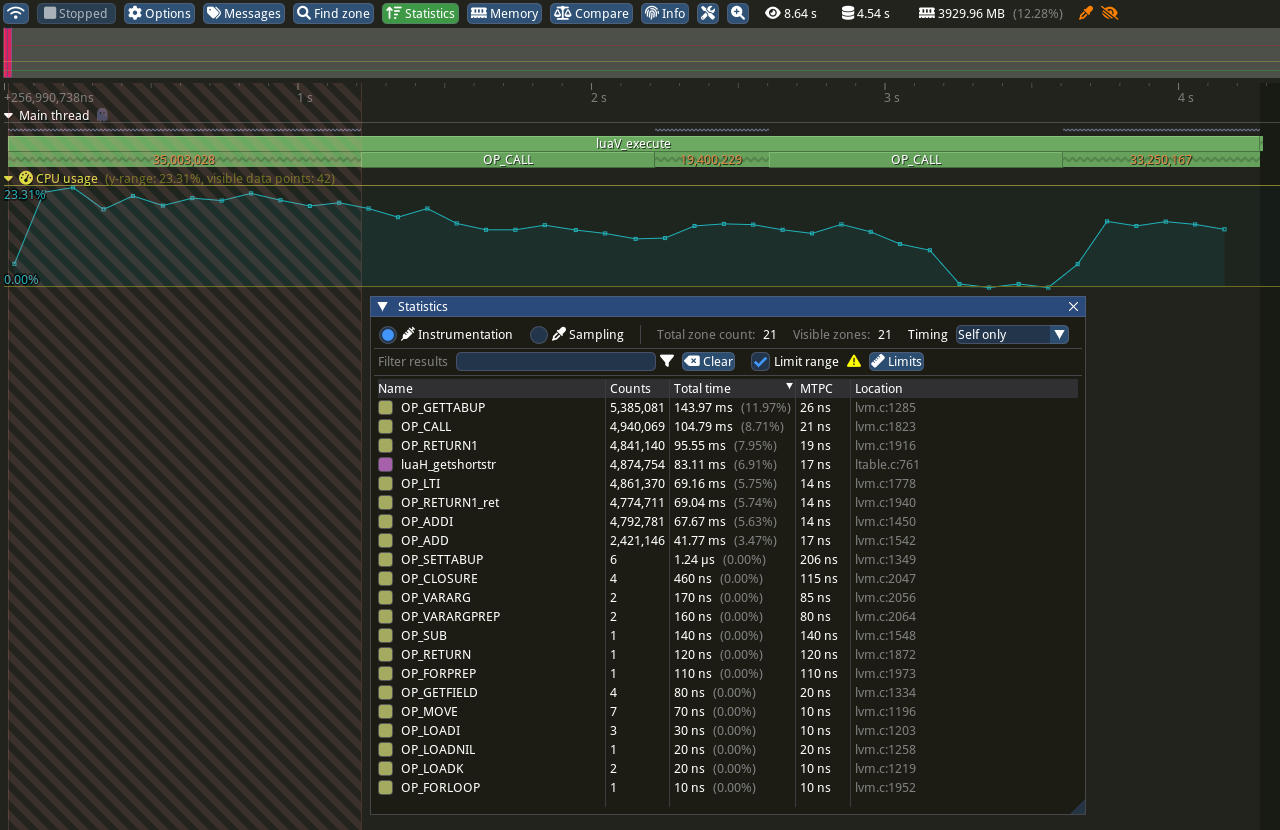 Stopped Options Messages Find zone Statistics Memory Compare Info 8.64 s 4.54 s 3929.96 MB (12.28%)
+256,990,738ns 1 s 2 s 3 s 4 s
Main thread
luaV_execute
35,003,028 OP_CALL 19,400,229 OP_CALL 33,250,167
CPU usage (y-range: 23.31%, visible data points: 42)
23.31%
0.00%
Statistics
Instrumentation Sampling Total zone count: 21 Visible zones: 21 Timing Self only
Filter results Clear Limit range Limits
Name Counts Total time MTPC Location
OP_GETTABUP 5,385,081 143.97 ms (11.97%) 26 ns lvm.c:1285
OP_CALL 4,940,069 104.79 ms (8.71%) 21 ns lvm.c:1823
OP_RETURN1 4,841,140 95.55 ms (7.95%) 19 ns lvm.c:1916
luaH_getshortstr 4,874,754 83.11 ms (6.91%) 17 ns ltable.c:761
OP_LTI 4,861,370 69.16 ms (5.75%) 14 ns lvm.c:1778
OP_RETURN1_ret 4,774,711 69.04 ms (5.74%) 14 ns lvm.c:1940
OP_ADDI 4,792,781 67.67 ms (5.63%) 14 ns lvm.c:1450
OP_ADD 2,421,146 41.77 ms (3.47%) 17 ns lvm.c:1542
OP_SETTABUP 6 1.24 μs (0.00%) 206 ns lvm.c:1349
OP_CLOSURE 4 460 ns (0.00%) 115 ns lvm.c:2047
OP_VARARG 2 170 ns (0.00%) 85 ns lvm.c:2056
OP_VARARGPREP 2 160 ns (0.00%) 80 ns lvm.c:2064
OP_SUB 1 140 ns (0.00%) 140 ns lvm.c:1548
OP_RETURN 1 120 ns (0.00%) 120 ns lvm.c:1872
OP_FORPREP 1 110 ns (0.00%) 110 ns lvm.c:1973
OP_GETFIELD 4 80 ns (0.00%) 20 ns lvm.c:1334
OP_MOVE 7 70 ns (0.00%) 10 ns lvm.c:1196
OP_LOADI 3 30 ns (0.00%) 10 ns lvm.c:1203
OP_LOADNIL 1 20 ns (0.00%) 20 ns lvm.c:1258
OP_LOADK 2 20 ns (0.00%) 10 ns lvm.c:1219
OP_FORLOOP 1 10 ns (0.00%) 10 ns lvm.c:1952